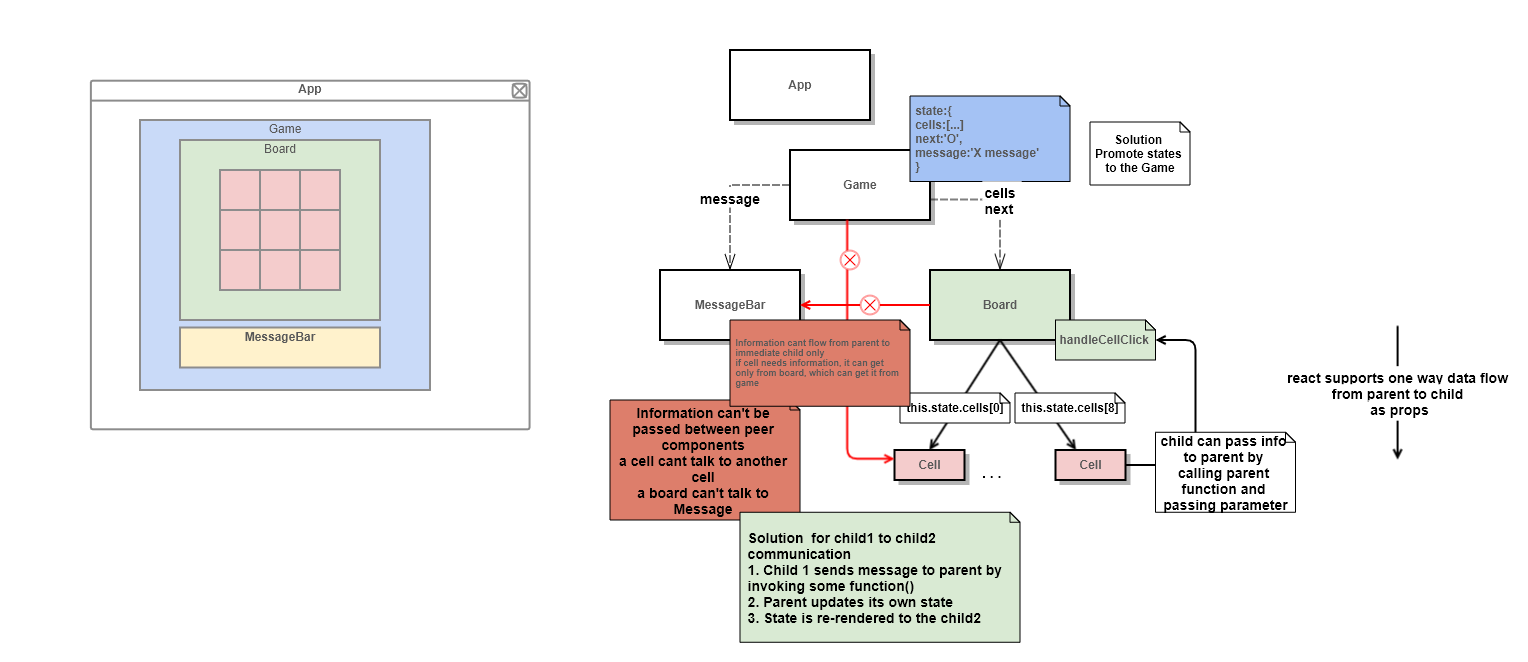 App
Game
Board
MessageBar
App
state:{
cells:[...]
next:'O',
message:'X message'
}
Solution
Promote states
to the Game
Game
message
cells
next
MessageBar
Board
handleCellClick
Information cant flow from parent to
immediate child only
if cell needs information, it can get
only from board, which can get it from
game
react supports one way data flow
from parent to child
as props
this.state.cells[0]
this.state.cells[8]
Information can't be
passed between peer
components
a cell cant talk to another
cell
a board can't talk to
Message
Cell
...
Cell
child can pass info
to parent by
calling parent
function and
passing parameter
Solution for child1 to child2
communication
1. Child 1 sends message to parent by
invoking some function()
2. Parent updates its own state
3. State is re-rendered to the child2